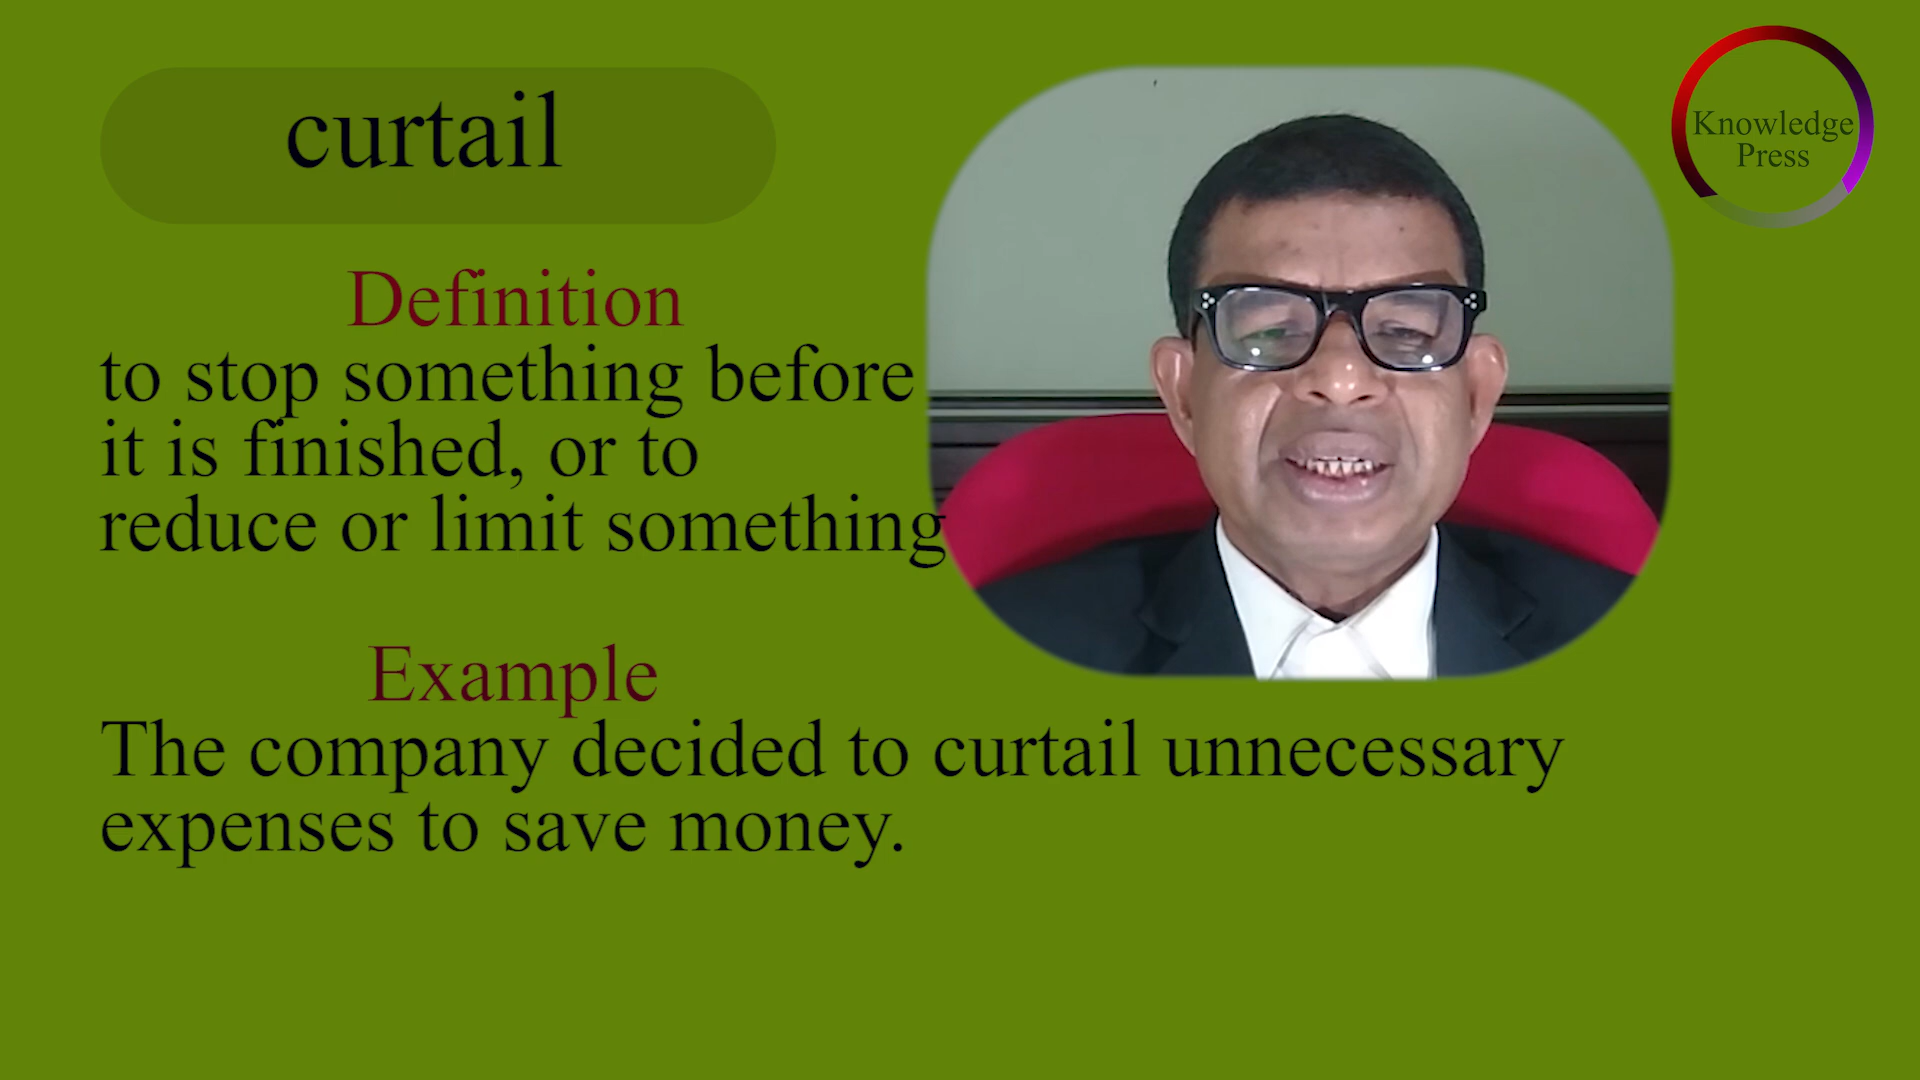 curtail
Definition
to stop something before
it is finished, or to
reduce or limit something
Example
The company decided to curtail unnecessary
expenses to save money.
Knowledge
Press